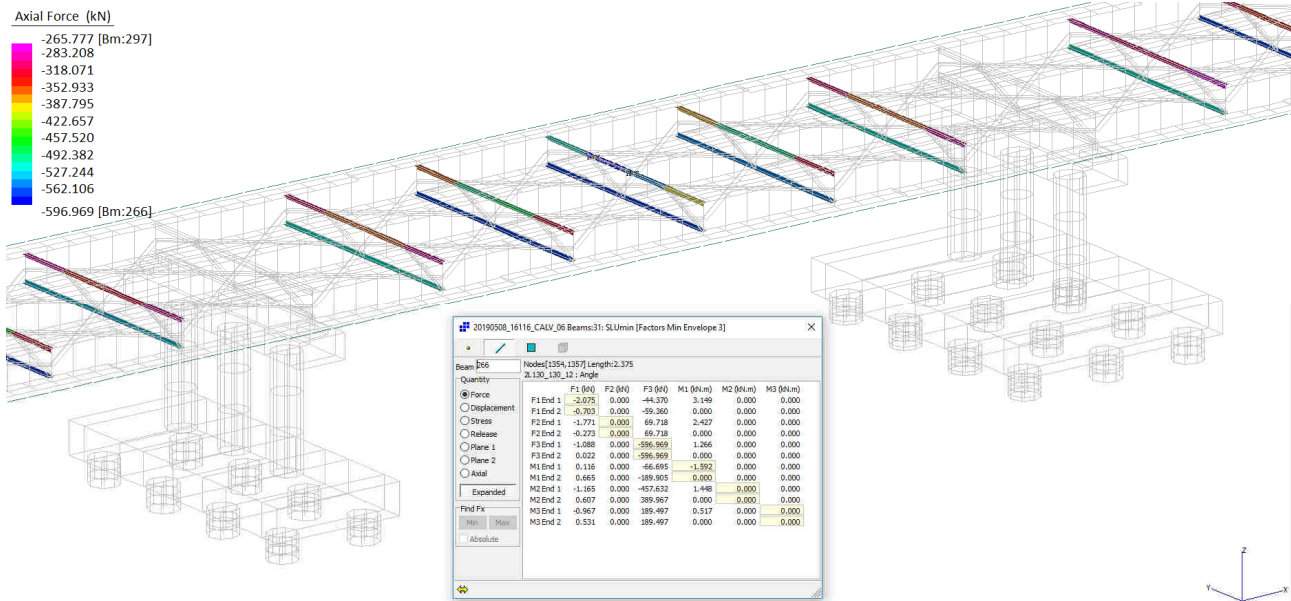 Axial Force (kN)
-265.777 [Bm:297]
-283.208
-318.071
-352.933
-387.795
-422.657
-457.520
-492.382
-527.244
-562.106
-596.969 [Bm:266]
20190508_16116_CALV_06 Beams:31: SLUmin [Factors Min Envelope 3]
Beam 266 Nodes[1354,1357] Length:2.375
2L130_130_12 : Angle
Quantity
Force
Displacement
Stress
Release
Plane 1
Plane 2
Axial
Expanded
Find Fx
Min Max
Absolute
F1 (kN) F2 (kN) F3 (kN) M1 (kN.m) M2 (kN.m) M3 (kN.m)
F1 End 1 -2.075 0.000 -44.370 3.149 0.000 0.000
F1 End 2 -0.703 0.000 -59.360 0.000 0.000 0.000
F2 End 1 -1.771 0.000 69.718 2.427 0.000 0.000
F2 End 2 -0.273 0.000 69.718 0.000 0.000 0.000
F3 End 1 -1.088 0.000 -596.969 1.266 0.000 0.000
F3 End 2 0.022 0.000 -596.969 0.000 0.000 0.000
M1 End 1 0.116 0.000 -66.695 -1.592 0.000 0.000
M1 End 2 0.665 0.000 -189.905 0.000 0.000 0.000
M2 End 1 -1.165 0.000 -457.632 1.448 0.000 0.000
M2 End 2 0.607 0.000 389.967 0.000 0.000 0.000
M3 End 1 -0.967 0.000 189.497 0.517 0.000 0.000
M3 End 2 0.531 0.000 189.497 0.000 0.000 0.000
Z
Y
X